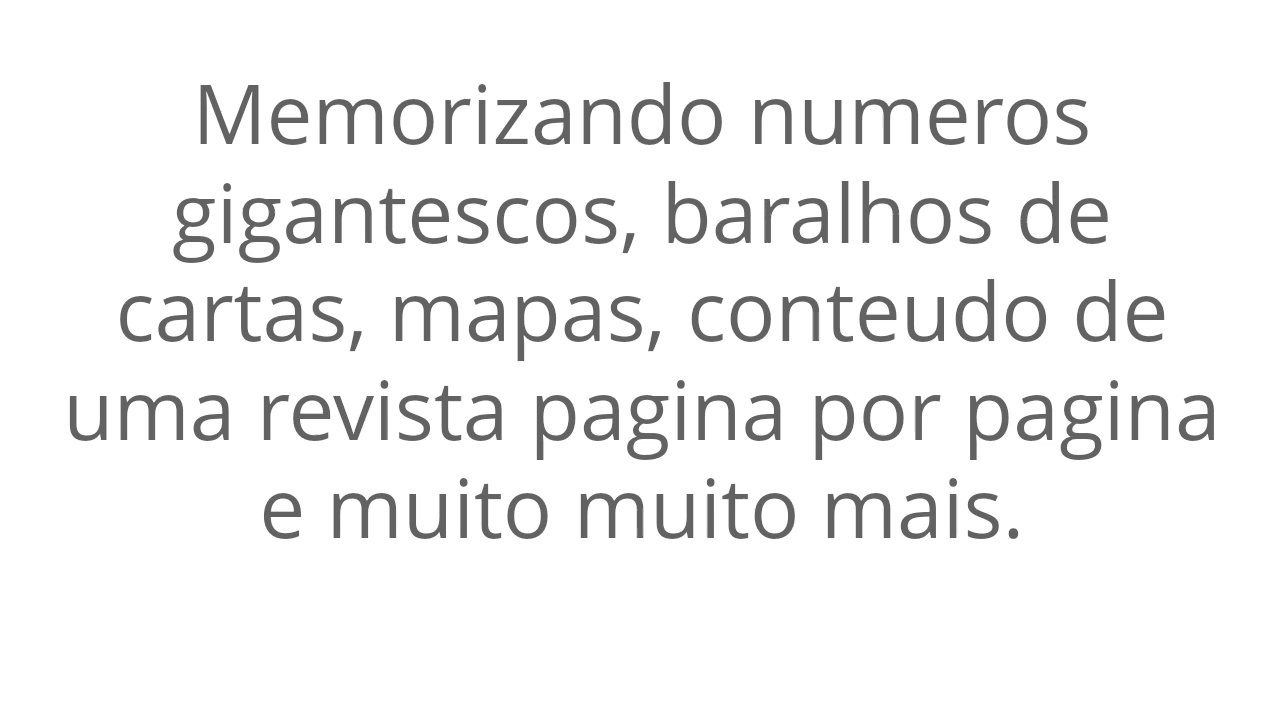 Memorizando numeros
gigantescos, baralhos de
cartas, mapas, conteudo de
uma revista pagina por pagina
e muito muito mais.